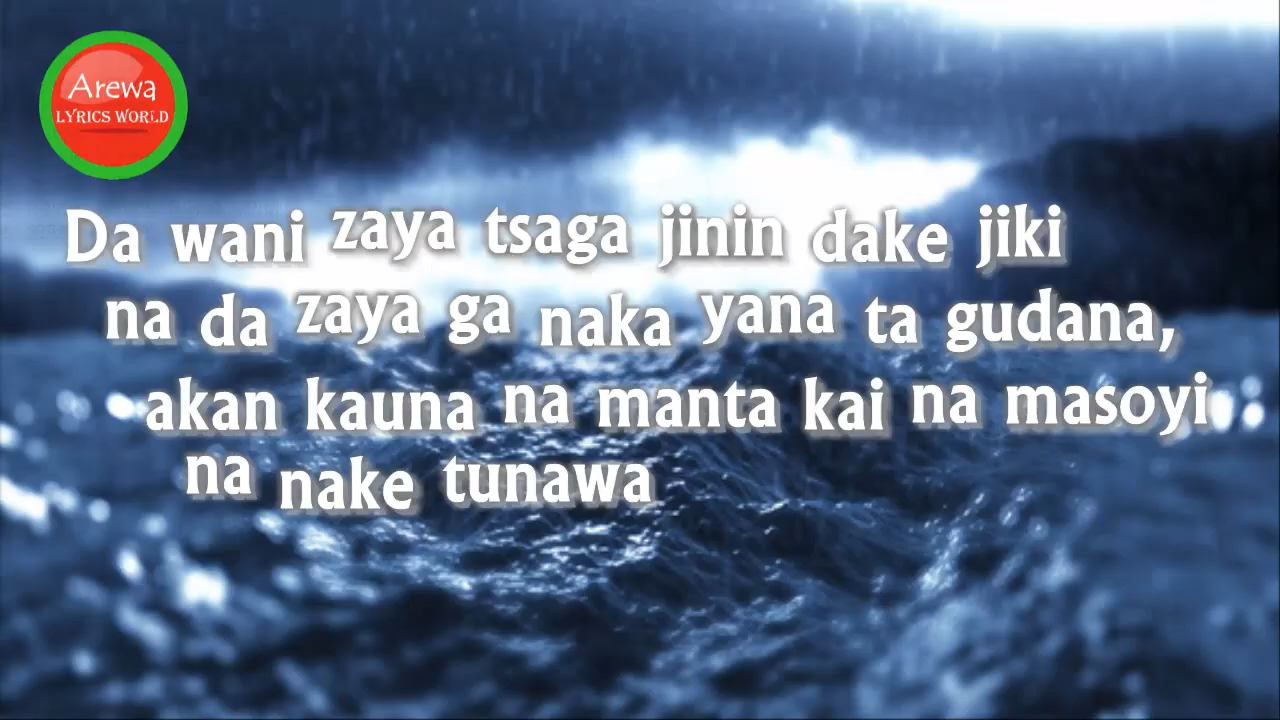 Arewa
LYRICS WORLD
Da wani zaya tsaga jinin dake jiki
na da zaya ga naka yana ta gudana,
akan kauna na manta kai na masoyi
na nake tunawa